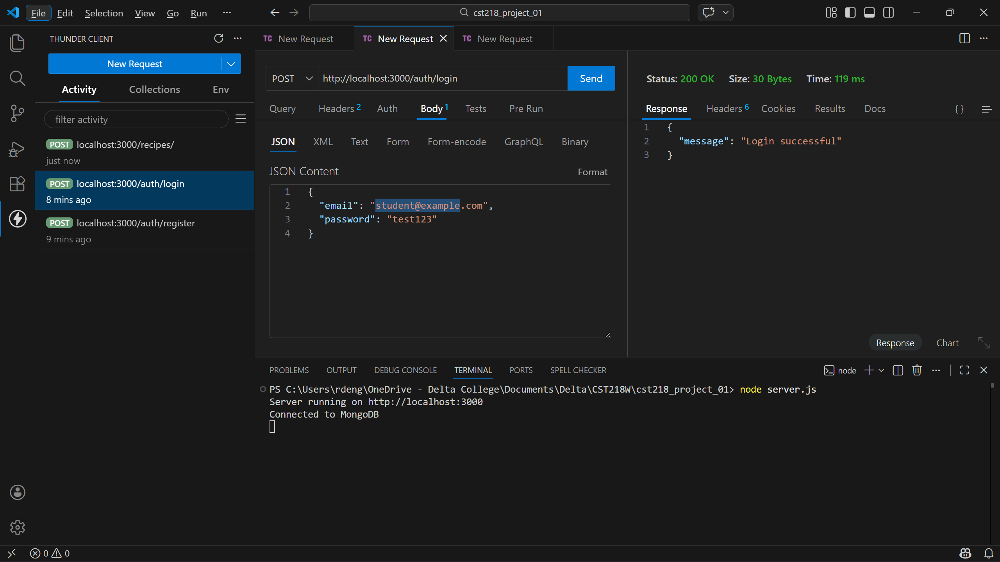 File Edit Selection View Go Run ···
cst218_project_01
THUNDER CLIENT
New Request
Activity Collections Env
filter activity
POST localhost:3000/recipes/
just now
POST localhost:3000/auth/login
8 mins ago
POST localhost:3000/auth/register
9 mins ago
TC New Request TC New Request TC New Request
POST http://localhost:3000/auth/login Send
Query Headers 2 Auth Body 1 Tests Pre Run
JSON XML Text Form Form-encode GraphQL Binary
JSON Content Format
1 {
2 "email": "student@example.com",
3 "password": "test123"
4 }
Status: 200 OK Size: 30 Bytes Time: 119 ms
Response Headers 6 Cookies Results Docs { }
1 {
2 "message": "Login successful"
3 }
Response Chart
PROBLEMS OUTPUT DEBUG CONSOLE TERMINAL PORTS SPELL CHECKER
node
PS C:\Users\rdeng\OneDrive - Delta College\Documents\Delta\CST218W\cst218_project_01> node server.js
Server running on http://localhost:3000
Connected to MongoDB
0 0